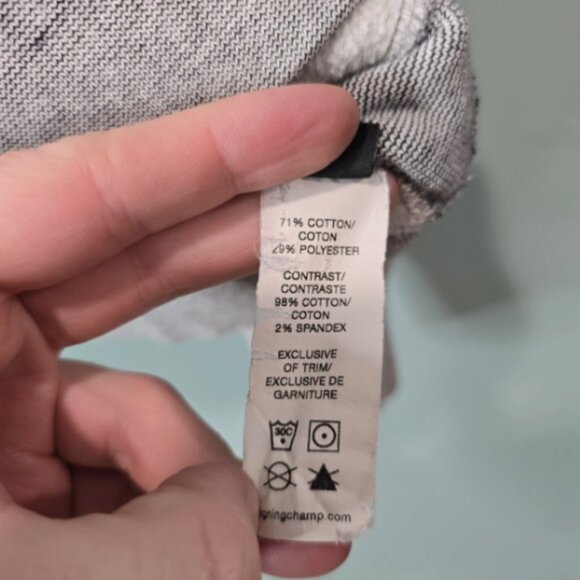 71% COTTON/
COTON
29% POLYESTER
CONTRAST/
CONTRASTE
98% COTTON/
COTON
2% SPANDEX
EXCLUSIVE
OF TRIM/
EXCLUSIVE DE
GARNITURE
30C
gningchamp.com